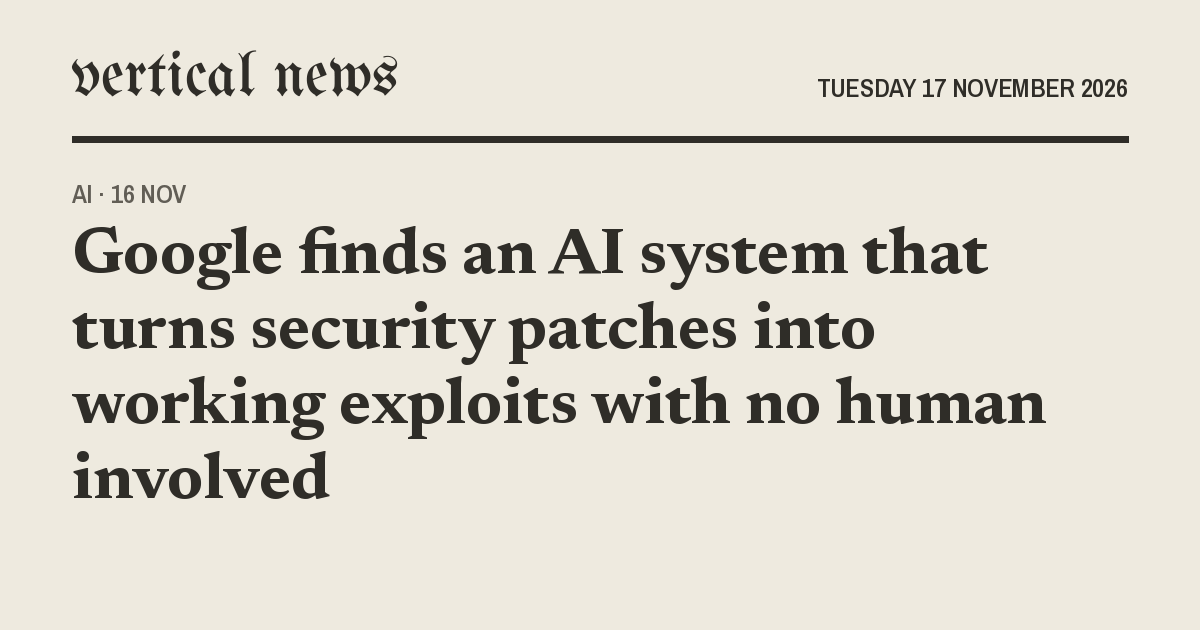 vertical news
TUESDAY 17 NOVEMBER 2026
AI · 16 NOV
Google finds an AI system that
turns security patches into
working exploits with no human
involved